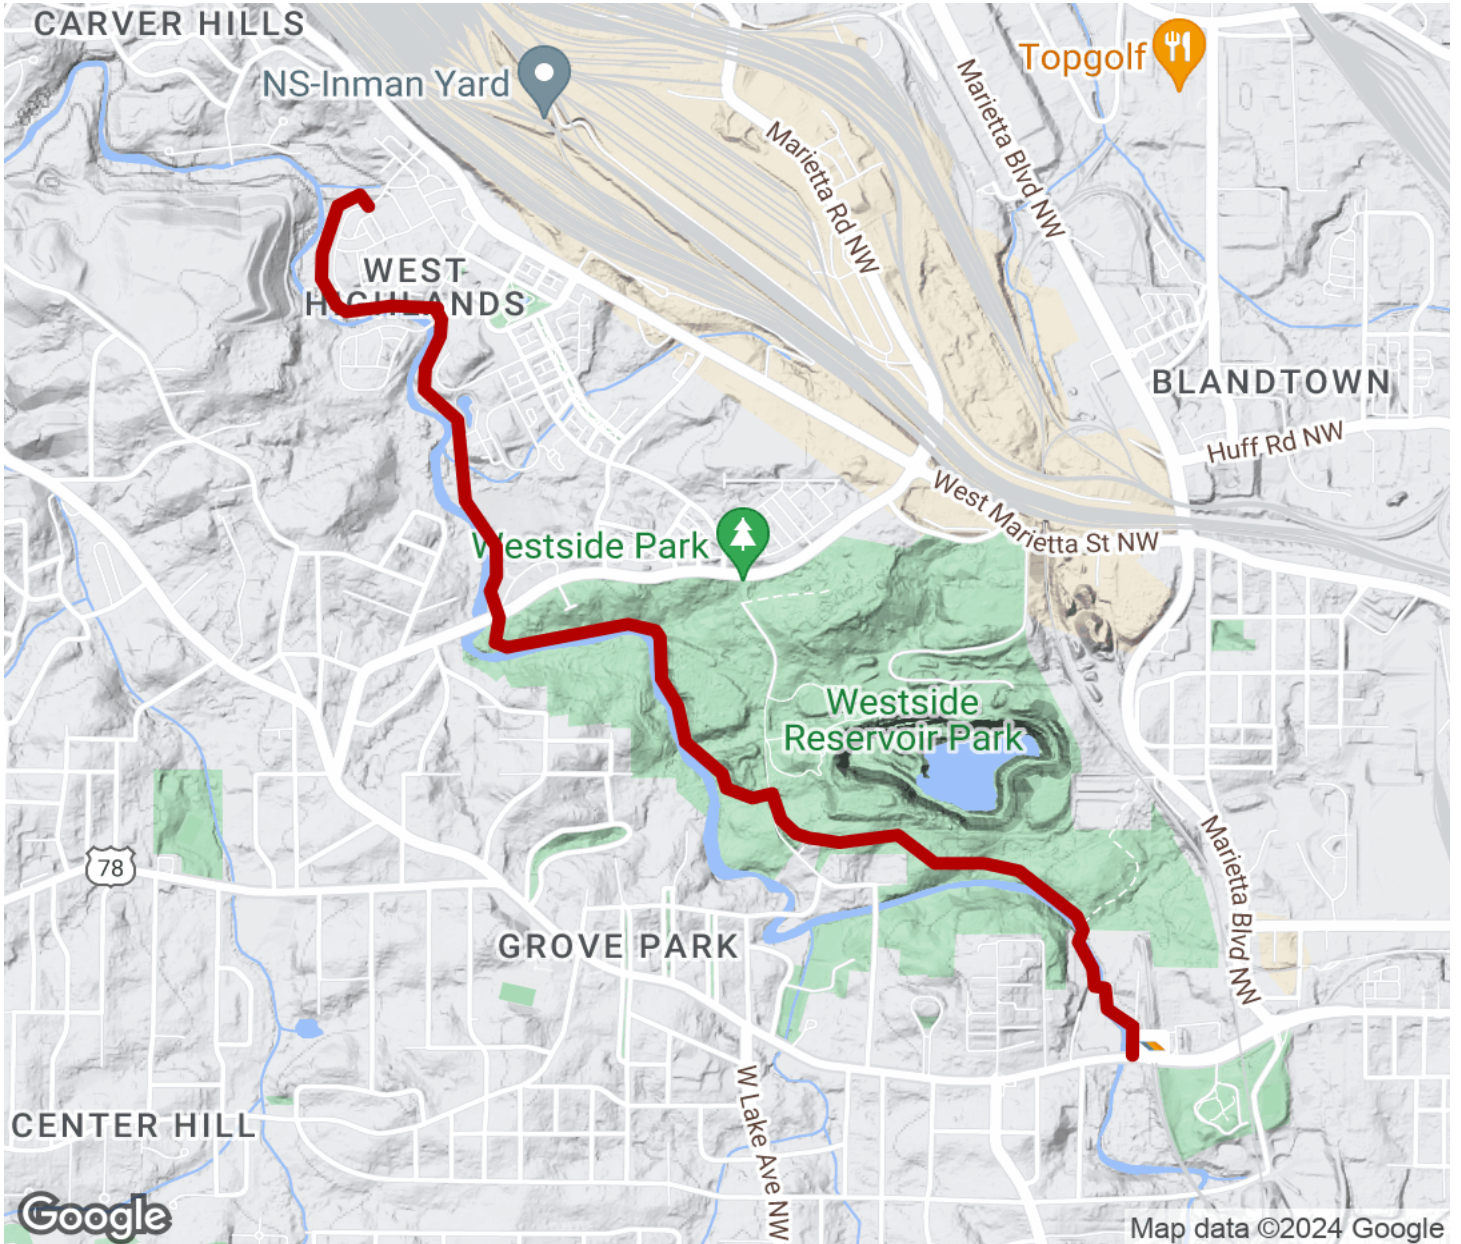 CARVER HILLS
NS-Inman Yard
Topgolf
Marietta Blvd NW
Marietta Rd NW
WEST
HIGHLANDS
BLANDTOWN
Huff Rd NW
West Marietta St NW
Westside Park
Westside
Reservoir Park
Marietta Blvd NW
78
GROVE PARK
W Lake Ave NW
CENTER HILL
Google
Map data ©2024 Google